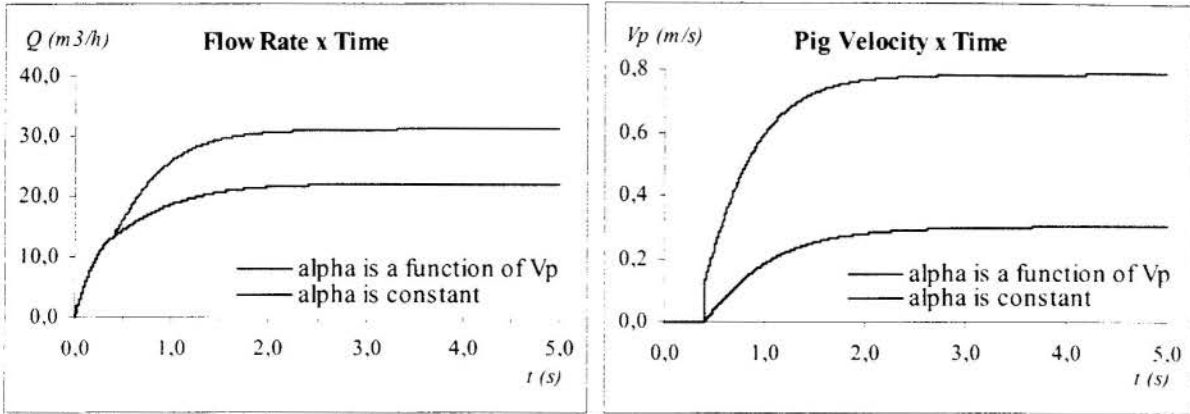 Q (m3/h)
Flow Rate x Time
40,0
30,0
20,0
10,0
0,0
alpha is a function of Vp
alpha is constant
0,0 1,0 2,0 3,0 4,0 5,0
t (s)
Vp (m/s)
Pig Velocity x Time
0,8
0,6
0,4
0,2
0,0
alpha is a function of Vp
alpha is constant
0,0 1,0 2,0 3,0 4,0 5,0
t (s)